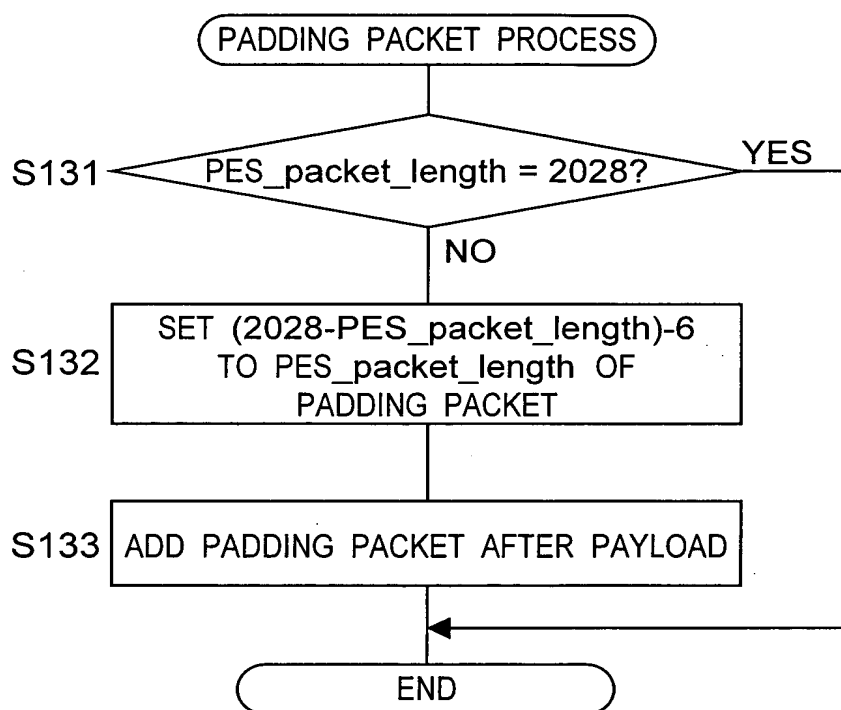 PADDING PACKET PROCESS
S131
PES_packet_length = 2028?
YES
NO
S132
SET (2028-PES_packet_length)-6
TO PES_packet_length OF
PADDING PACKET
S133
ADD PADDING PACKET AFTER PAYLOAD
END